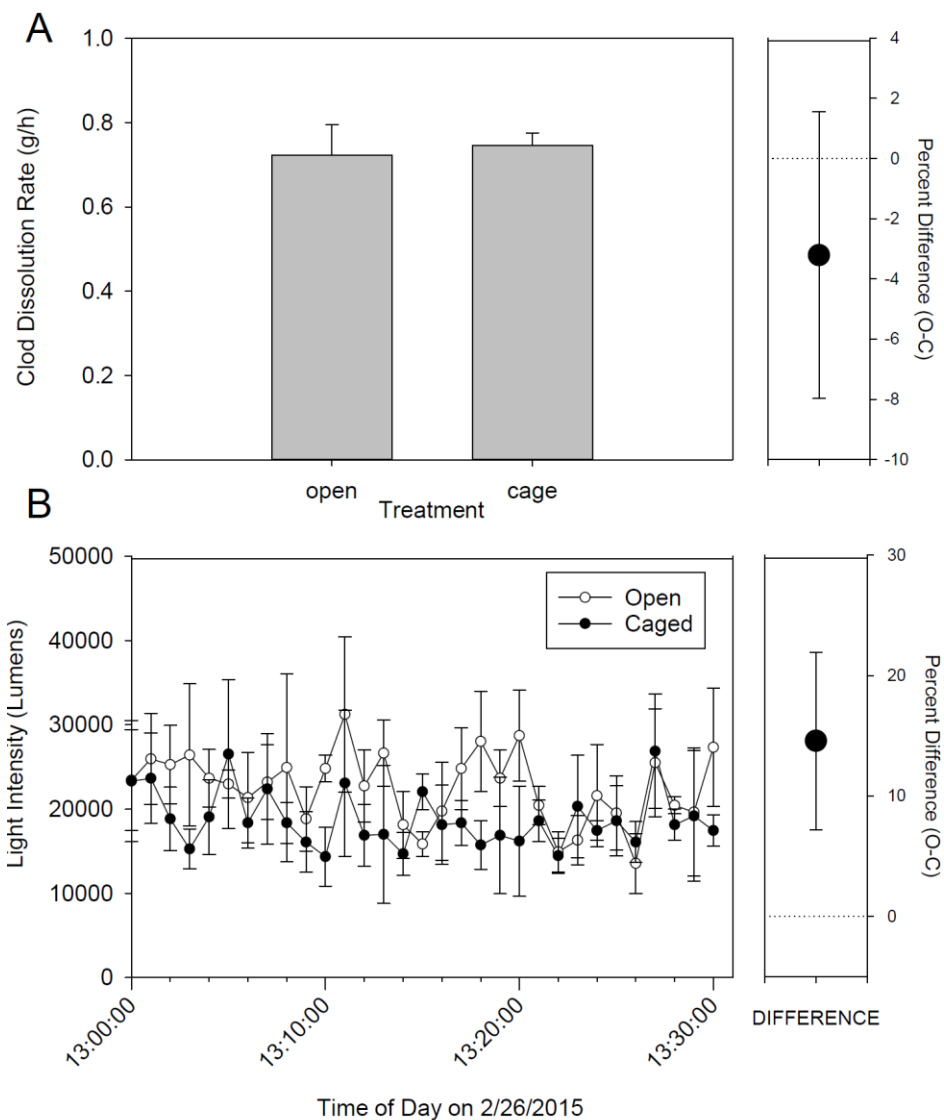 A
Clod Dissolution Rate (g/h)
1.0
0.8
0.6
0.4
0.2
0.0
open
cage
Treatment
4
2
0
-2
-4
-6
-8
-10
Percent Difference (O-C)
B
Light Intensity (Lumens)
50000
40000
30000
20000
10000
0
Open
Caged
13:00:00
13:10:00
13:20:00
13:30:00
Time of Day on 2/26/2015
30
20
10
0
Percent Difference (O-C)
DIFFERENCE